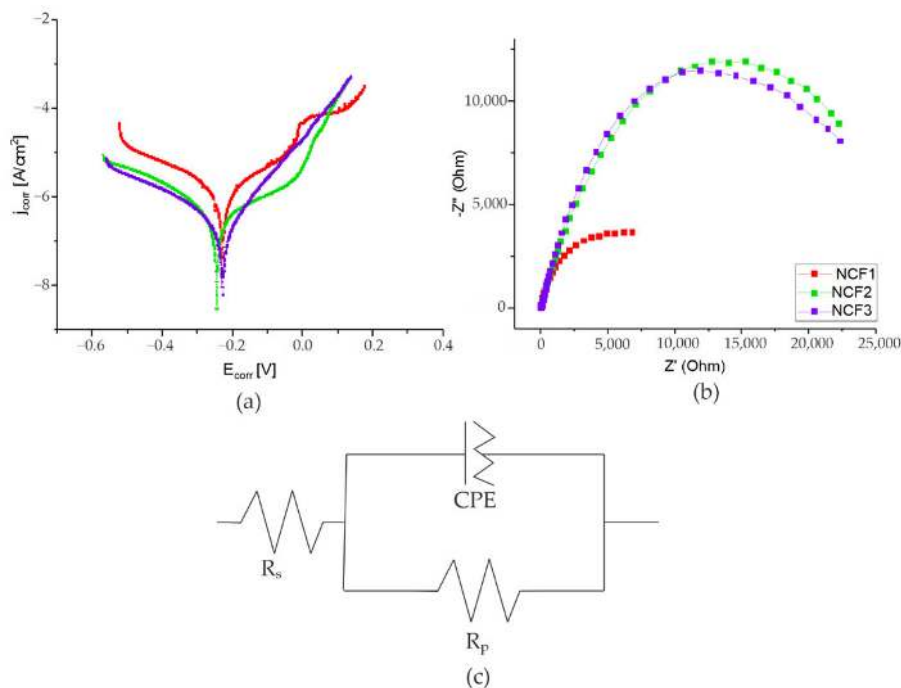 −2
−4
−6
−8
j_corr [A/cm²]
−0.6
−0.4
−0.2
0.0
0.2
0.4
E_corr [V]
(a)
10,000
5,000
0
-Z" (Ohm)
0
5,000
10,000
15,000
20,000
25,000
Z' (Ohm)
NCF1
NCF2
NCF3
(b)
CPE
R_s
R_p
(c)